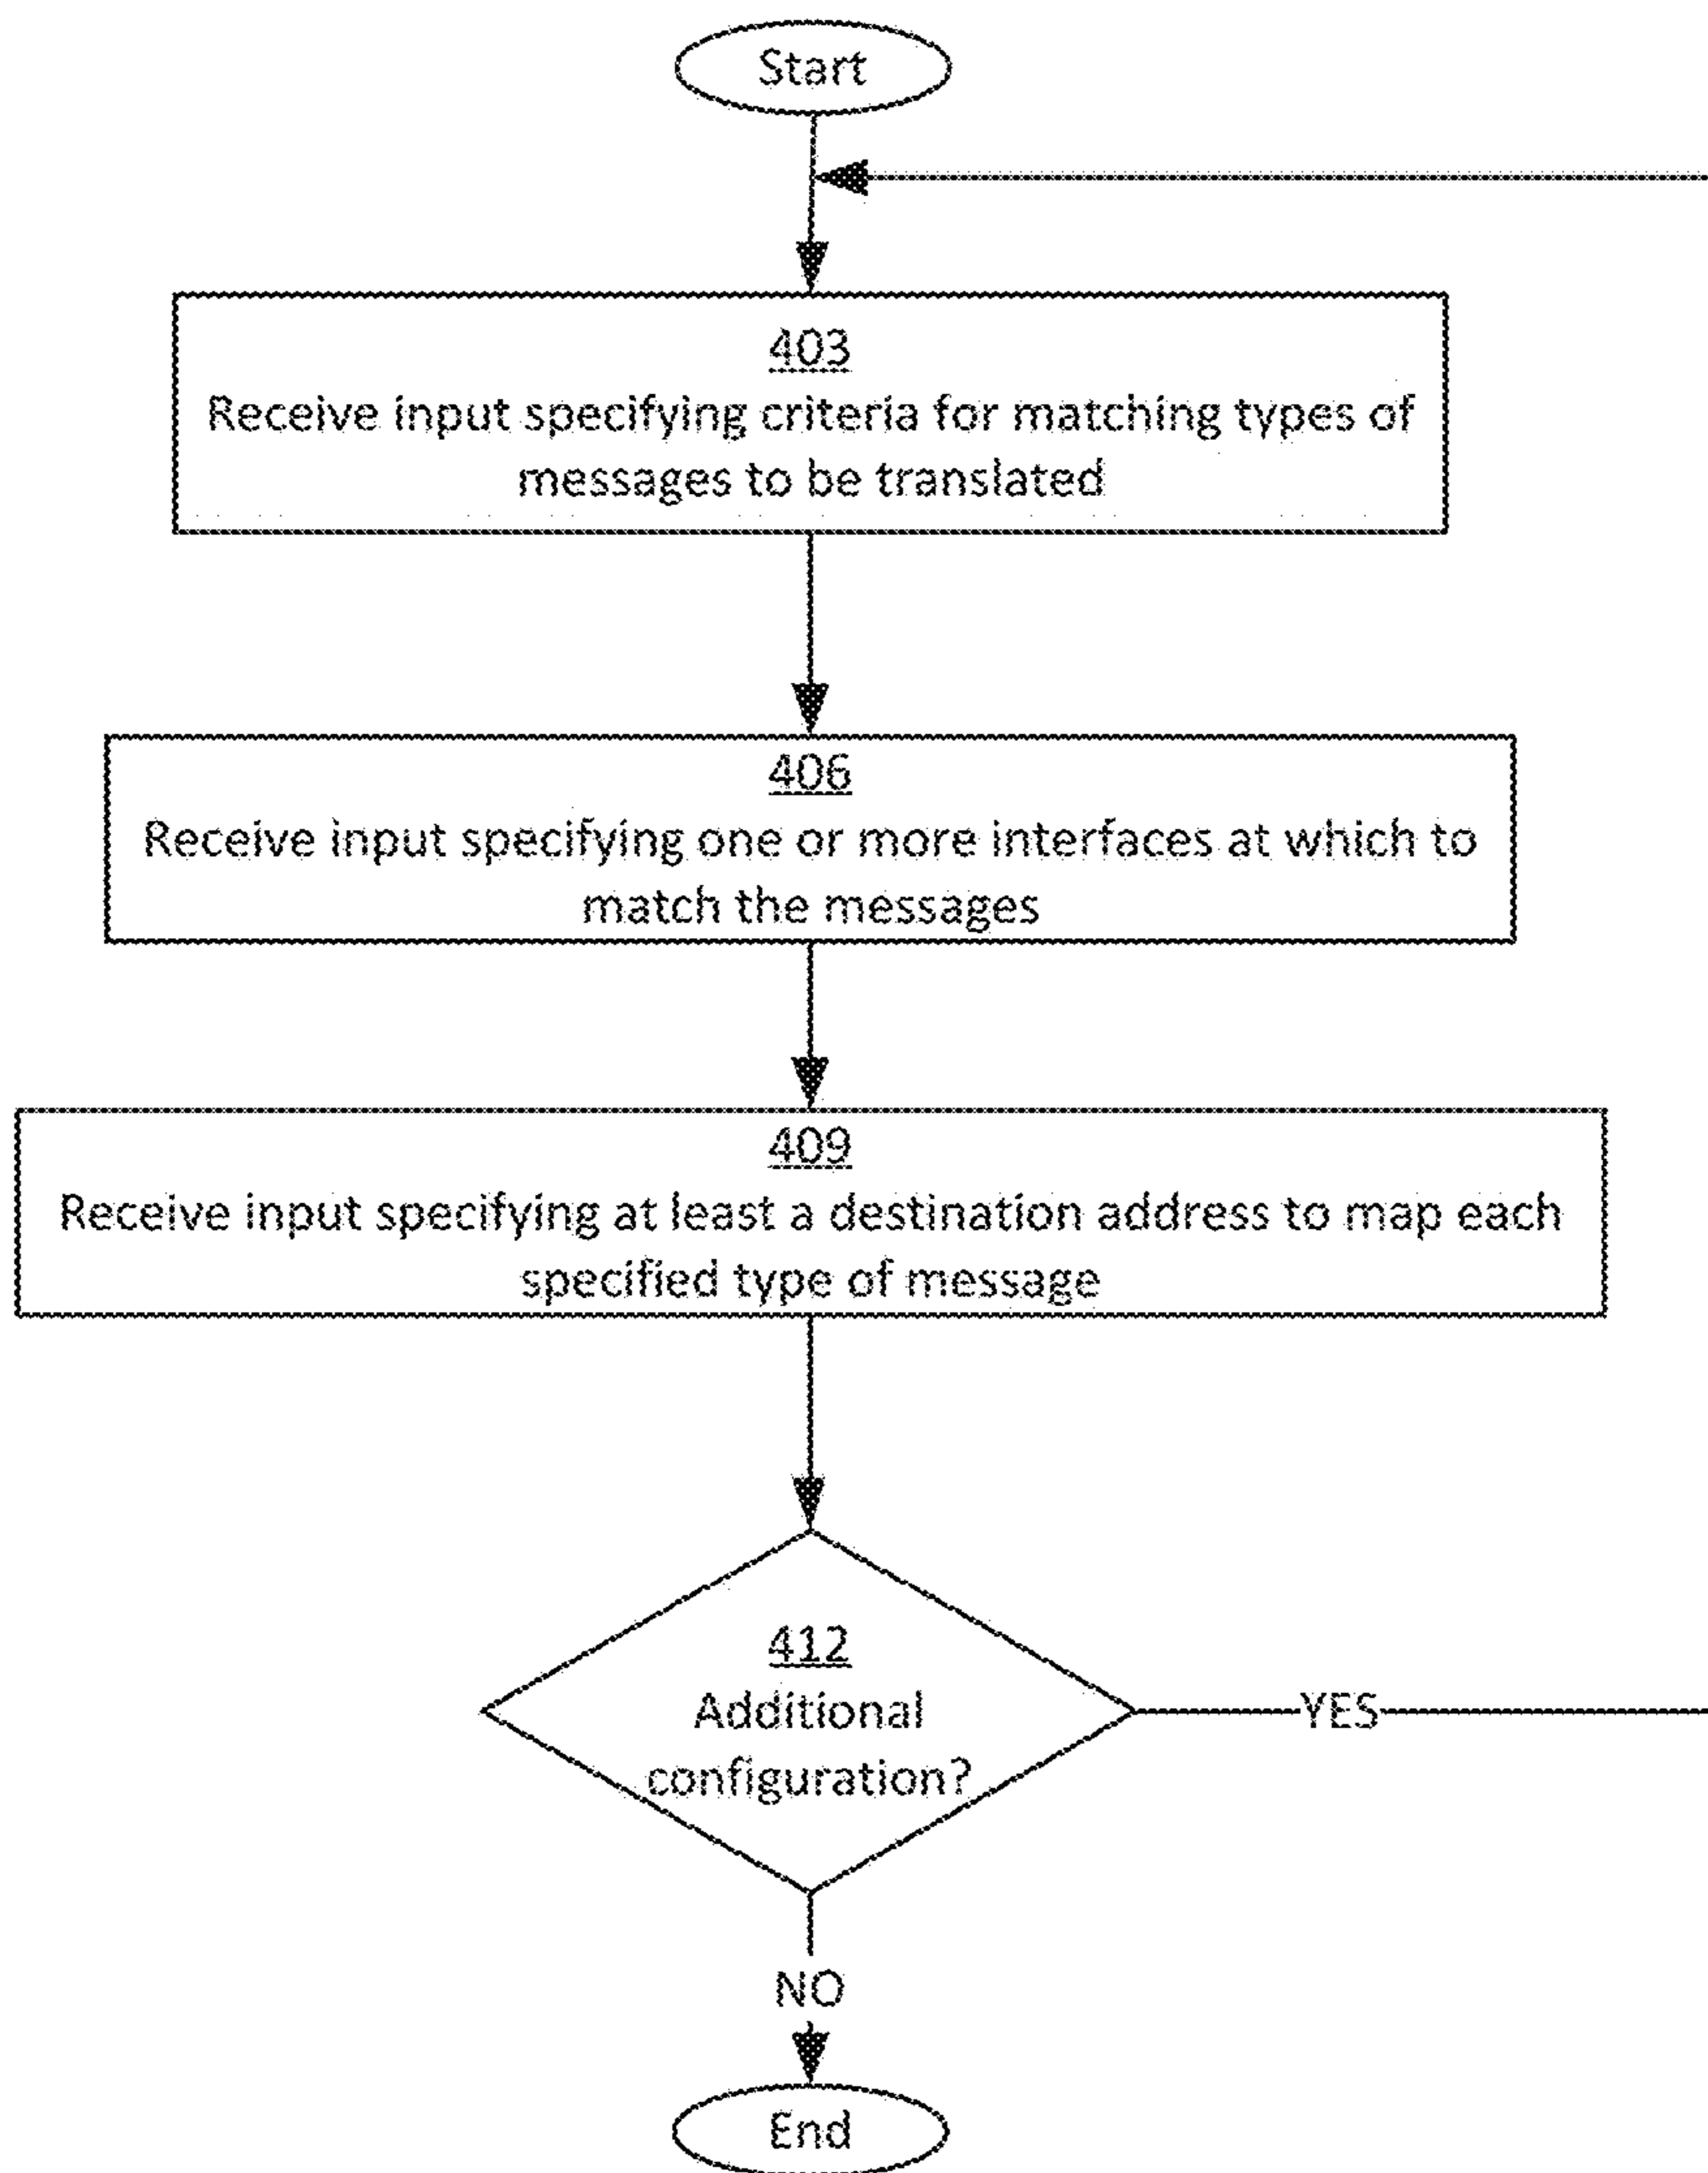 Start
403
Receive input specifying criteria for matching types of
messages to be translated
406
Receive input specifying one or more interfaces at which to
match the messages
409
Receive input specifying at least a destination address to map each
specified type of message
412
Additional
configuration?
YES
NO
End